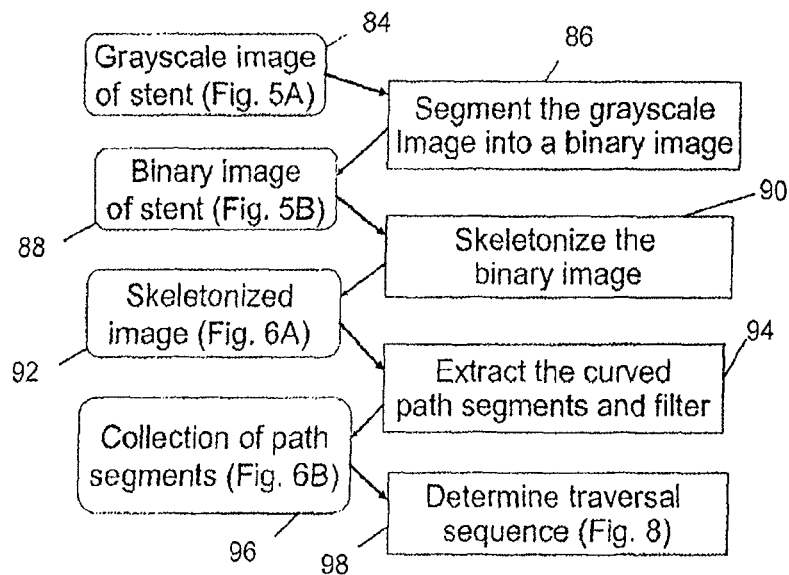 84
Grayscale image
of stent (Fig. 5A)
86
Segment the grayscale
Image into a binary image
Binary image
of stent (Fig. 5B)
88
90
Skeletonize the
binary image
Skeletonized
image (Fig. 6A)
92
94
Extract the curved
path segments and filter
Collection of path
segments (Fig. 6B)
96
Determine traversal
sequence (Fig. 8)
98